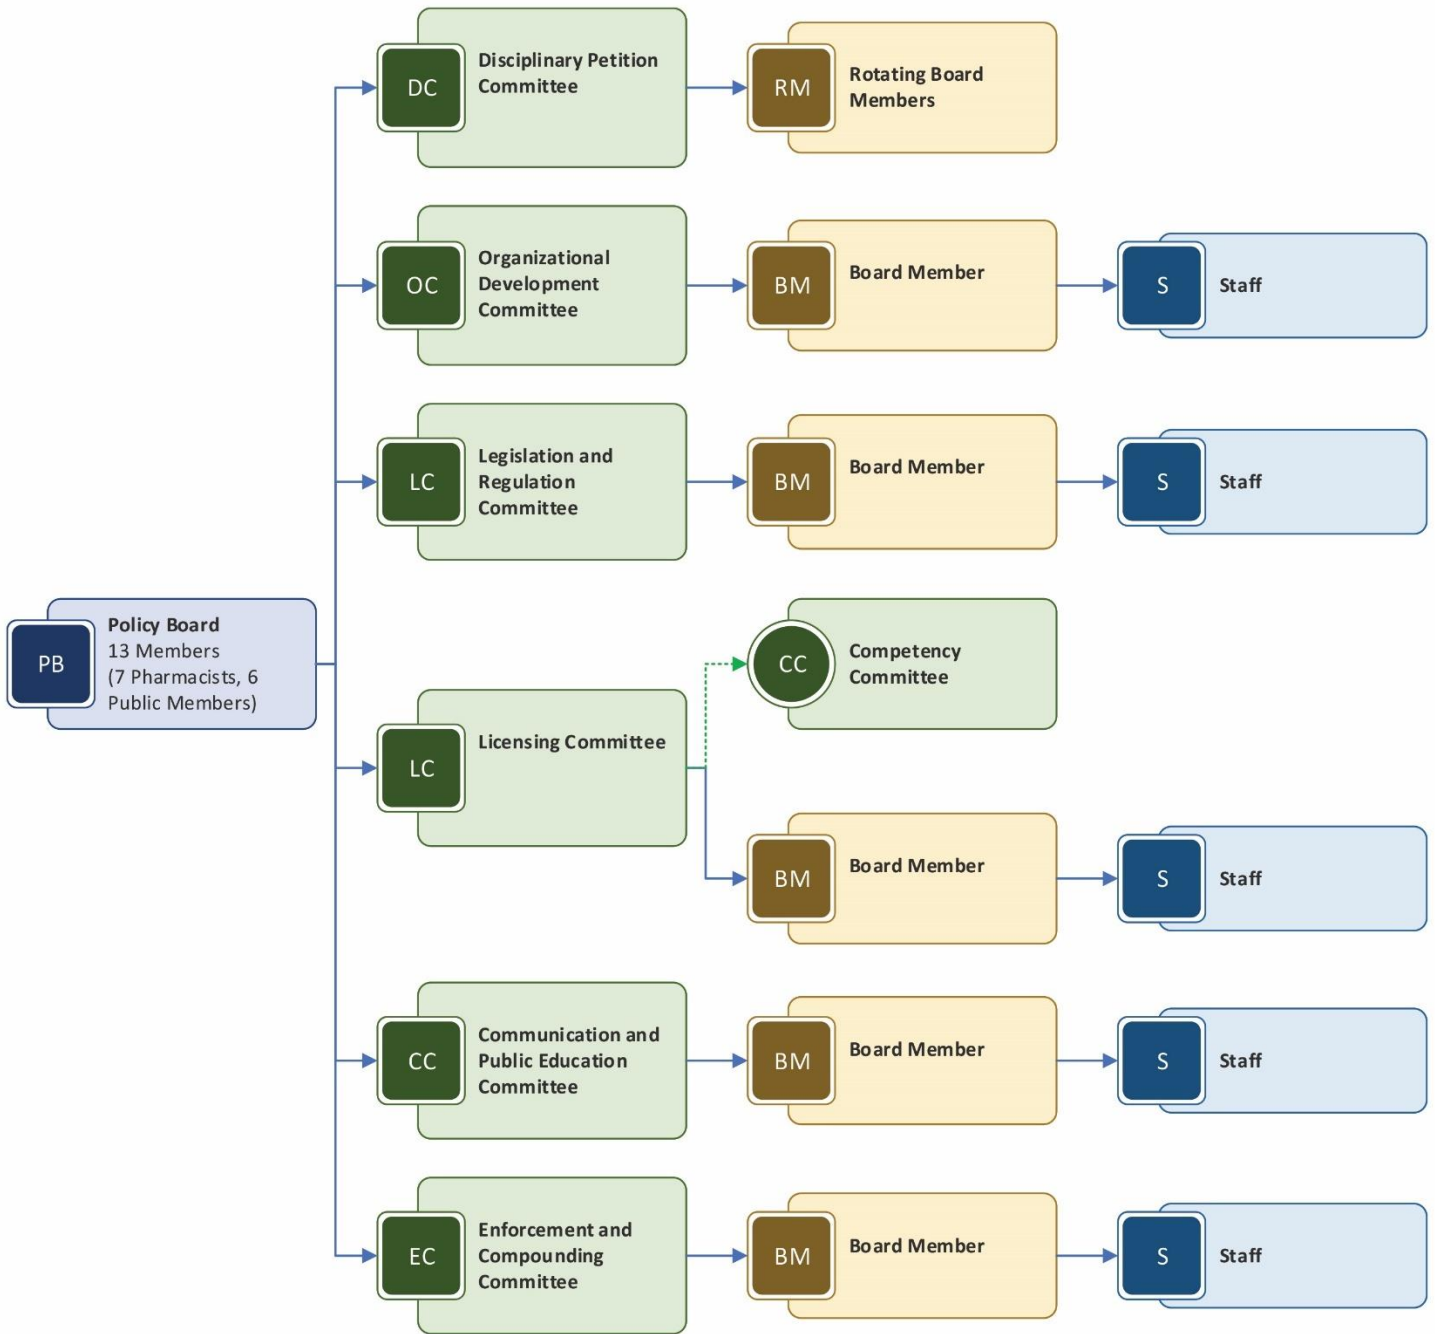 DC
Disciplinary Petition
Committee
RM
Rotating Board
Members
OC
Organizational
Development
Committee
BM
Board Member
S
Staff
LC
Legislation and
Regulation
Committee
BM
Board Member
S
Staff
PB
Policy Board
13 Members
(7 Pharmacists, 6
Public Members)
CC
Competency
Committee
LC
Licensing Committee
BM
Board Member
S
Staff
CC
Communication and
Public Education
Committee
BM
Board Member
S
Staff
EC
Enforcement and
Compounding
Committee
BM
Board Member
S
Staff